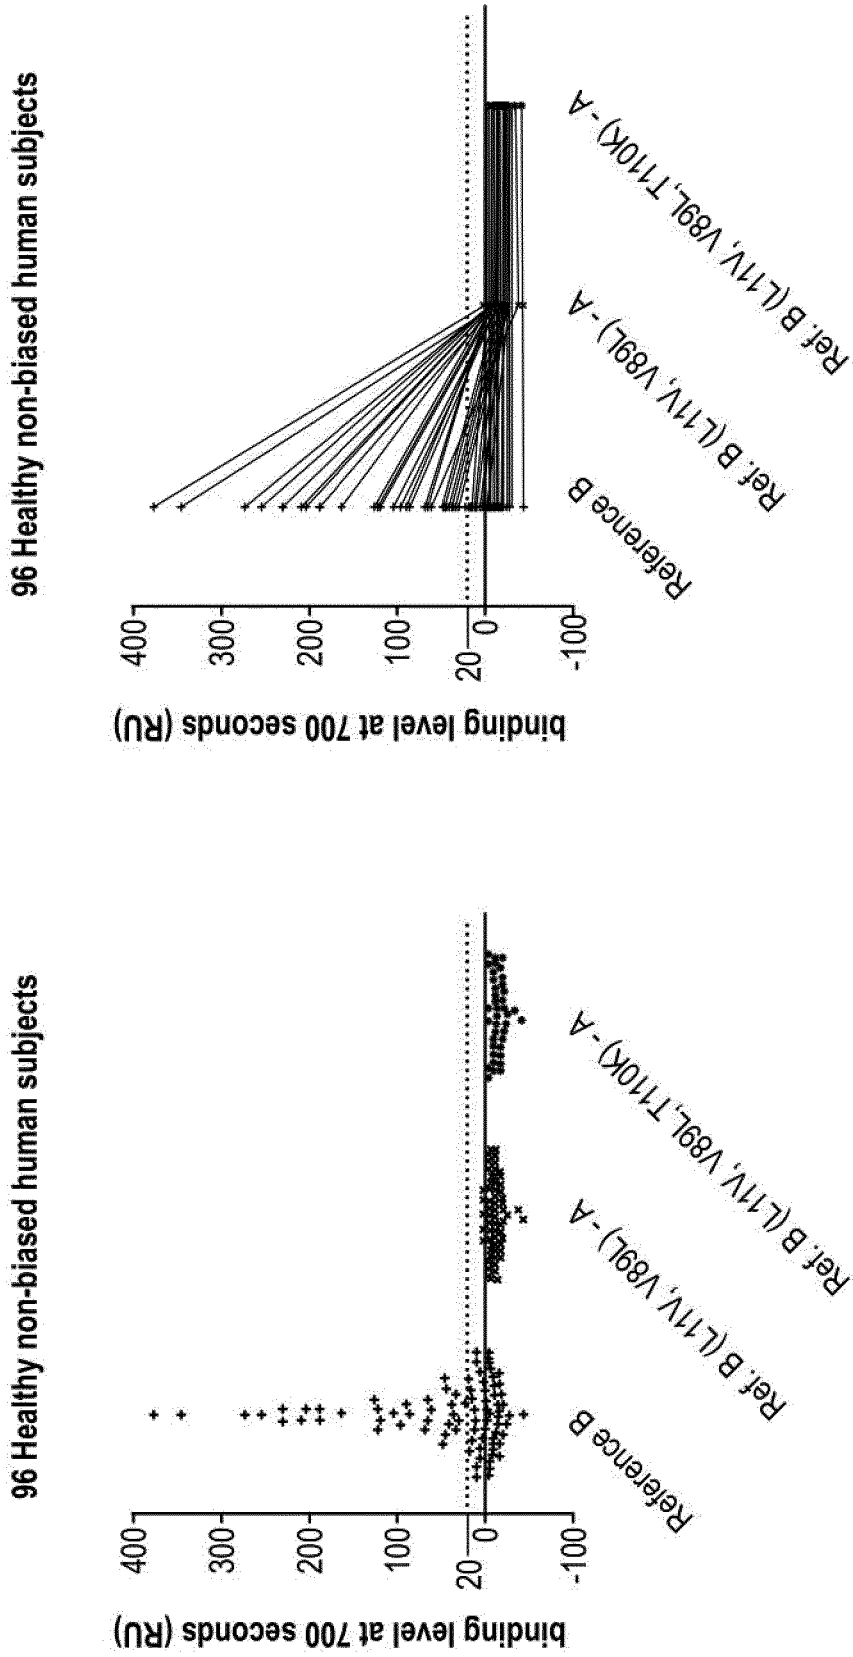 96 Healthy non-biased human subjects
binding level at 700 seconds (RU)
400
300
200
100
20
0
-100
Reference B
Ref. B (L11V, V89L) - A
Ref. B (L11V, V89L, T110K) - A
96 Healthy non-biased human subjects
binding level at 700 seconds (RU)
400
300
200
100
20
0
-100
Reference B
Ref. B (L11V, V89L) - A
Ref. B (L11V, V89L, T110K) - A